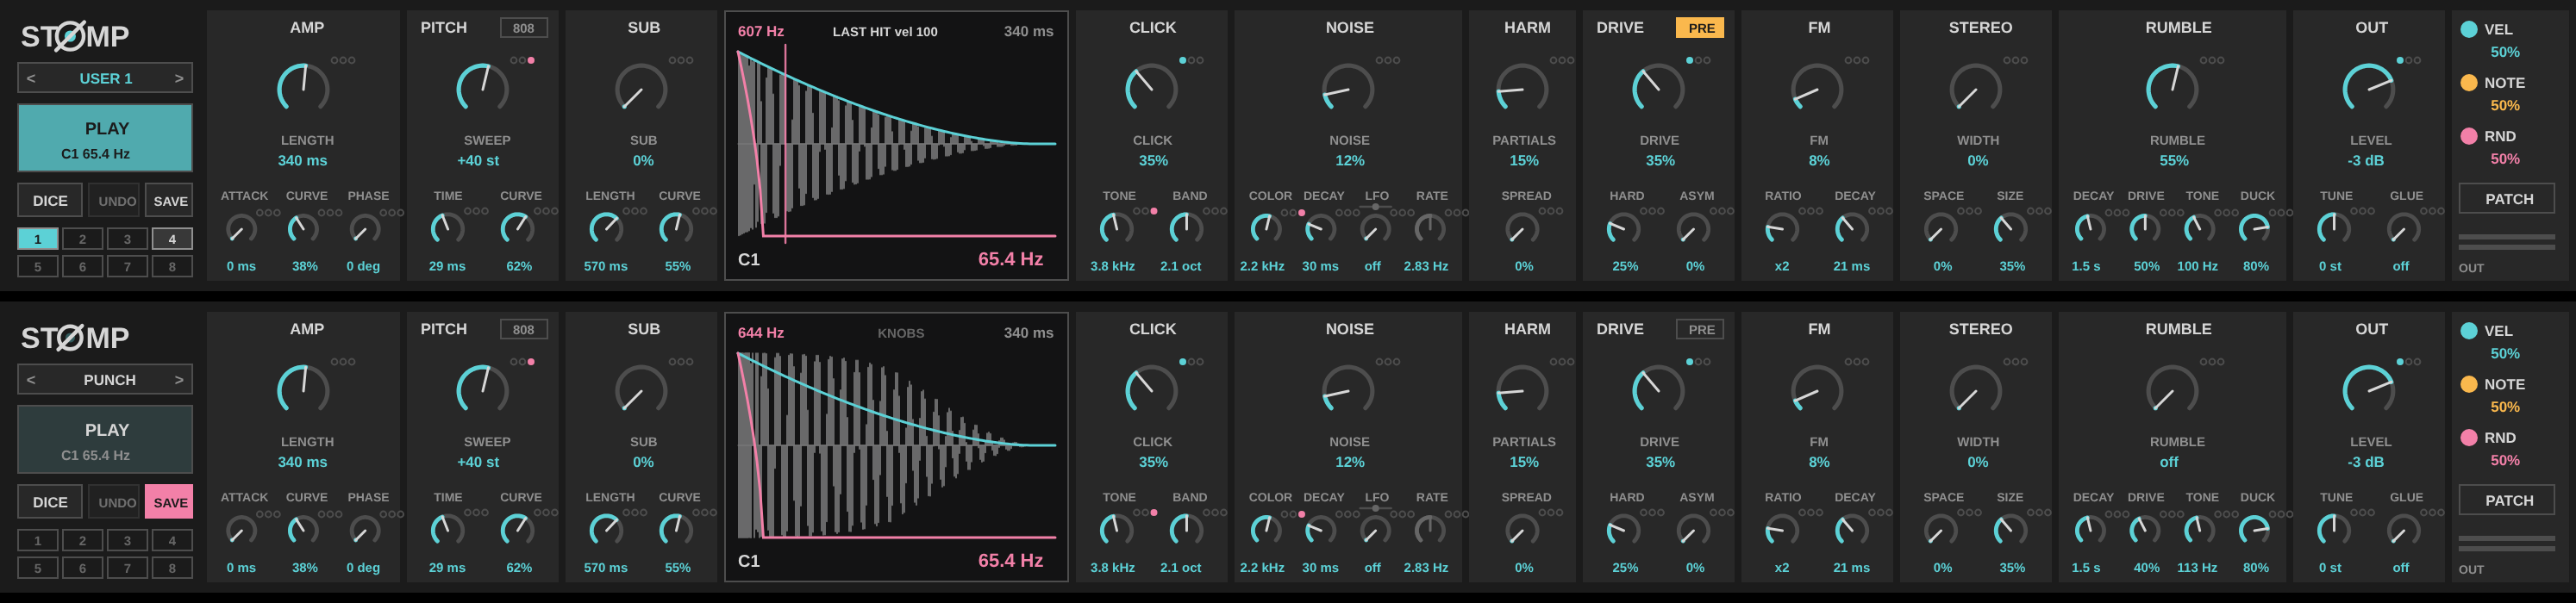 STØMP
< USER 1 >
PLAY
C1 65.4 Hz
DICE UNDO SAVE
1 2 3 4
5 6 7 8
AMP
LENGTH
340 ms
ATTACK CURVE PHASE
0 ms 38% 0 deg
PITCH 808
SWEEP
+40 st
TIME CURVE
29 ms 62%
SUB
SUB
0%
LENGTH CURVE
570 ms 55%
607 Hz LAST HIT vel 100 340 ms
C1 65.4 Hz
CLICK
CLICK
35%
TONE BAND
3.8 kHz 2.1 oct
NOISE
NOISE
12%
COLOR DECAY LFO RATE
2.2 kHz 30 ms off 2.83 Hz
HARM
PARTIALS
15%
SPREAD
0%
DRIVE PRE
DRIVE
35%
HARD ASYM
25% 0%
FM
FM
8%
RATIO DECAY
x2 21 ms
STEREO
WIDTH
0%
SPACE SIZE
0% 35%
RUMBLE
RUMBLE
55%
DECAY DRIVE TONE DUCK
1.5 s 50% 100 Hz 80%
OUT
LEVEL
-3 dB
TUNE GLUE
0 st off
VEL
50%
NOTE
50%
RND
50%
PATCH
OUT
STØMP
< PUNCH >
PLAY
C1 65.4 Hz
DICE UNDO SAVE
1 2 3 4
5 6 7 8
AMP
LENGTH
340 ms
ATTACK CURVE PHASE
0 ms 38% 0 deg
PITCH 808
SWEEP
+40 st
TIME CURVE
29 ms 62%
SUB
SUB
0%
LENGTH CURVE
570 ms 55%
644 Hz KNOBS 340 ms
C1 65.4 Hz
CLICK
CLICK
35%
TONE BAND
3.8 kHz 2.1 oct
NOISE
NOISE
12%
COLOR DECAY LFO RATE
2.2 kHz 30 ms off 2.83 Hz
HARM
PARTIALS
15%
SPREAD
0%
DRIVE PRE
DRIVE
35%
HARD ASYM
25% 0%
FM
FM
8%
RATIO DECAY
x2 21 ms
STEREO
WIDTH
0%
SPACE SIZE
0% 35%
RUMBLE
RUMBLE
off
DECAY DRIVE TONE DUCK
1.5 s 40% 113 Hz 80%
OUT
LEVEL
-3 dB
TUNE GLUE
0 st off
VEL
50%
NOTE
50%
RND
50%
PATCH
OUT